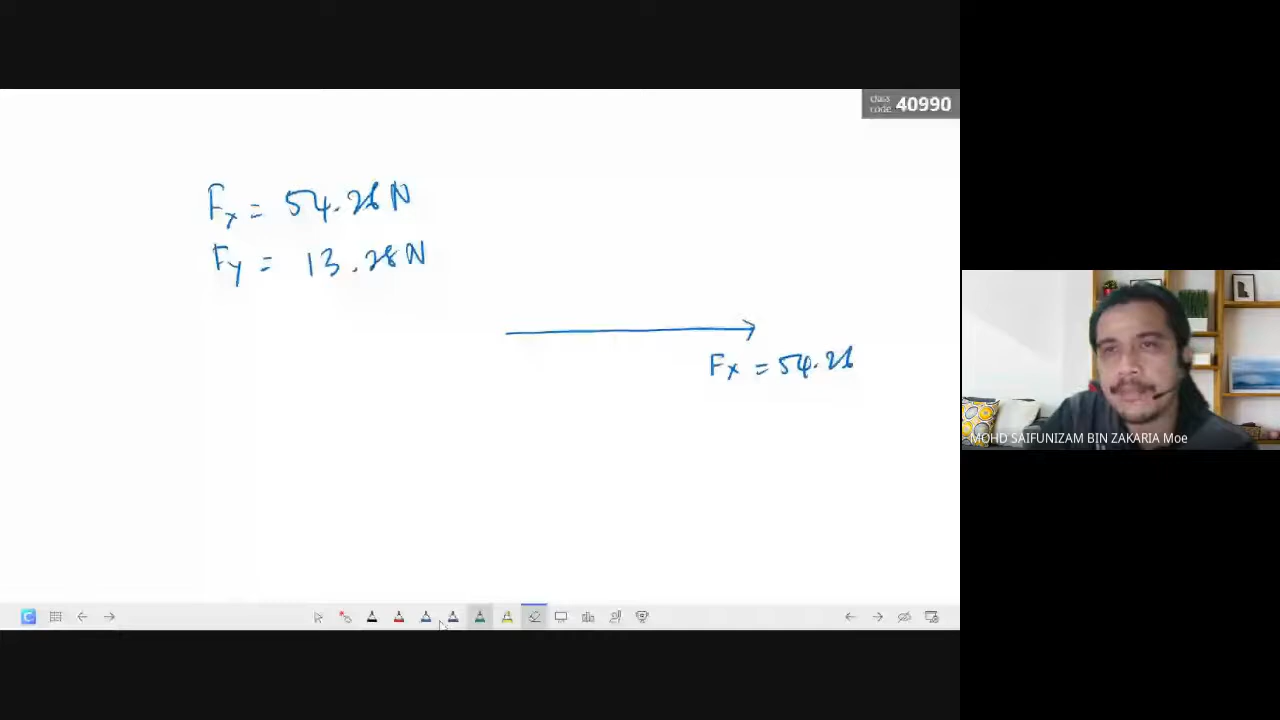 class code 40990
Fx = 54.26 N
Fy = 13.28 N
Fx = 54.26
MOHD SAIFUNIZAM BIN ZAKARIA Moe